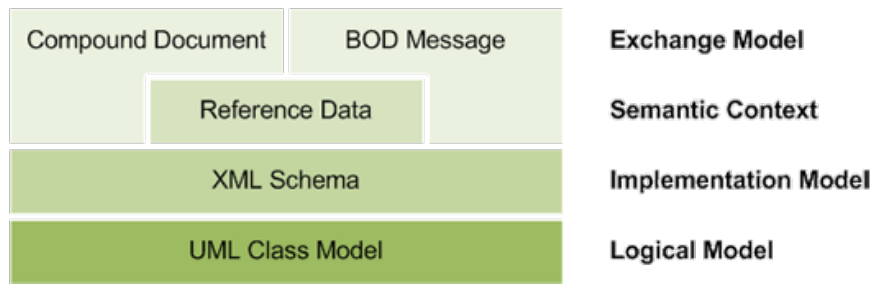 Compound Document BOD Message Exchange Model
Reference Data Semantic Context
XML Schema Implementation Model
UML Class Model Logical Model